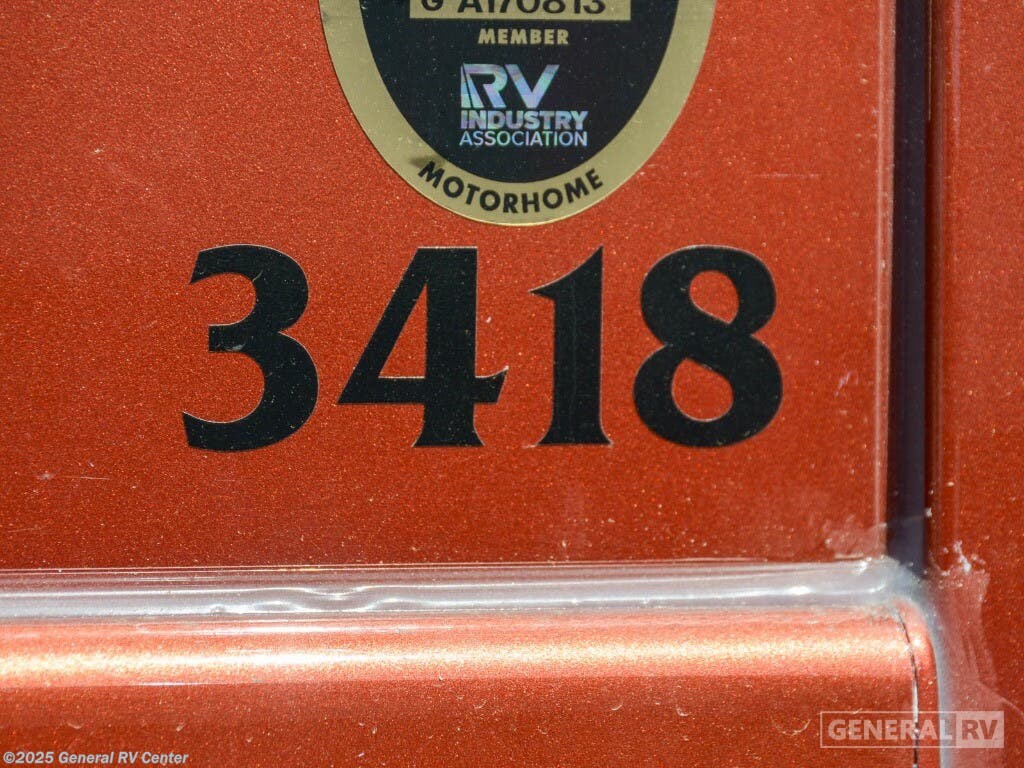 G A170813
MEMBER
RV
INDUSTRY
ASSOCIATION
MOTORHOME
3418
GENERAL RV
©2025 General RV Center